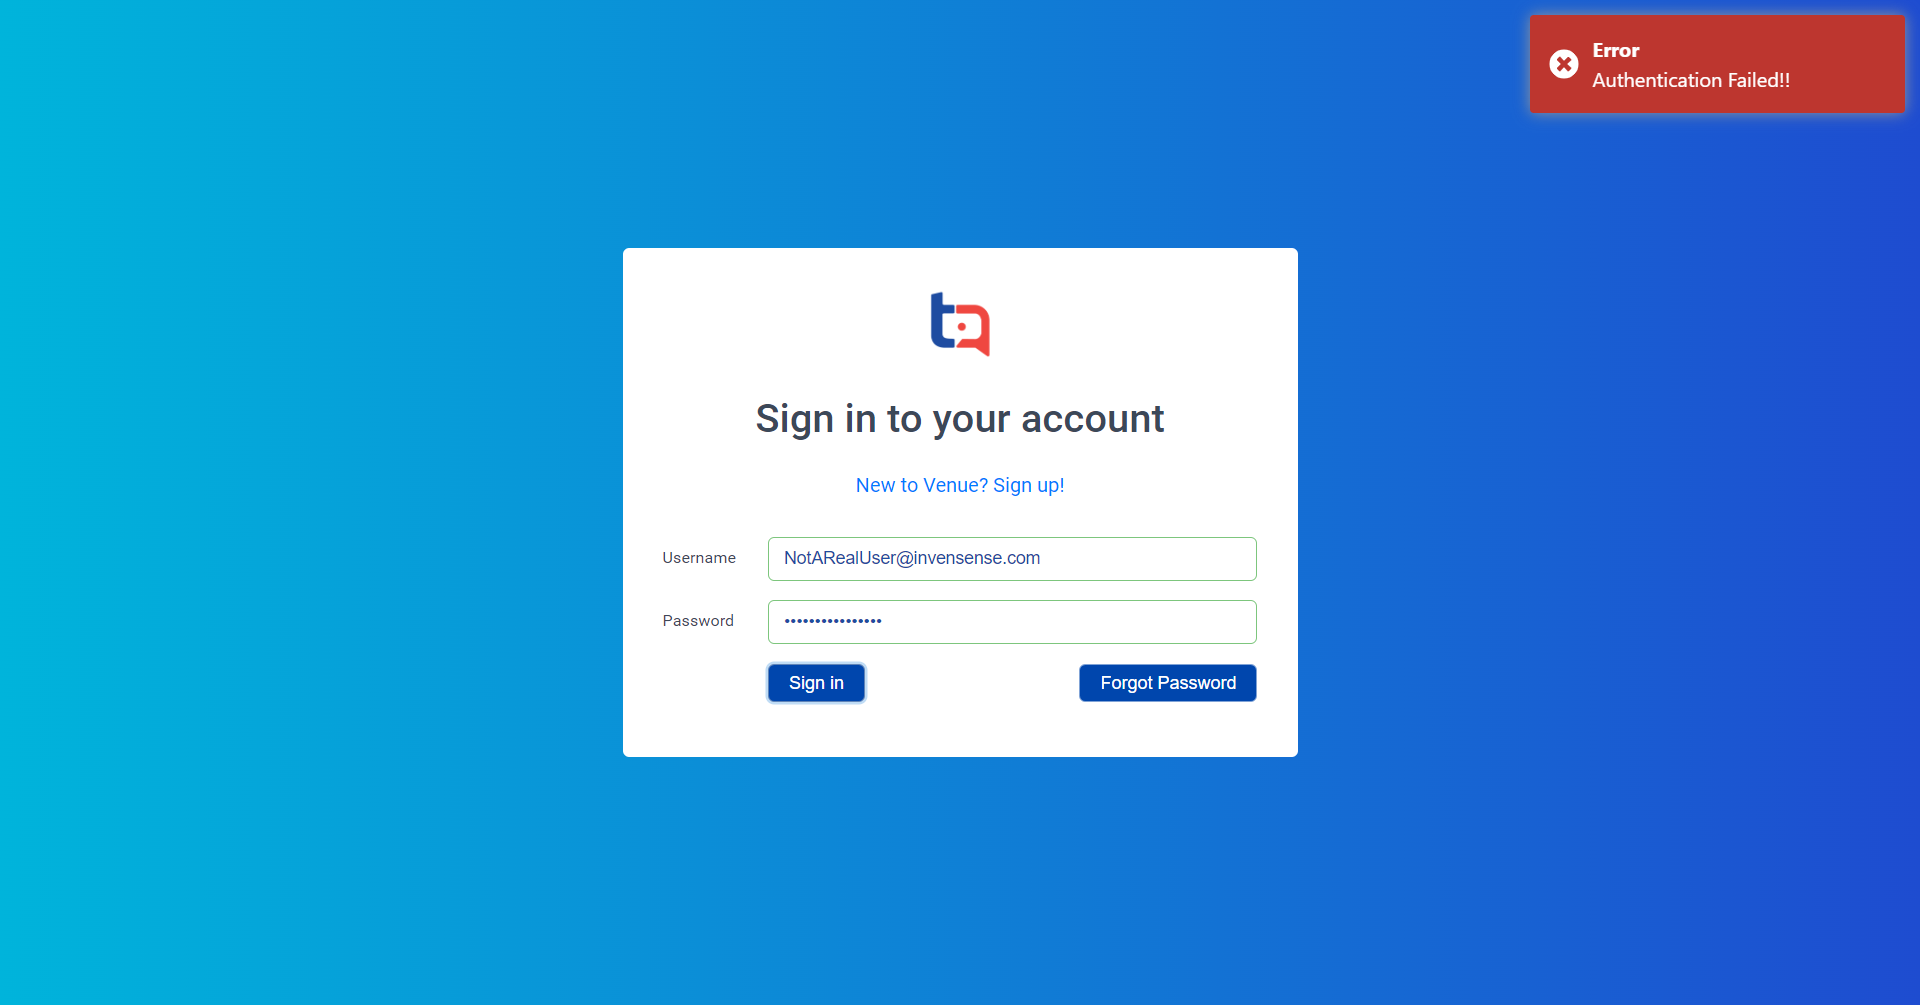 Error
Authentication Failed!!
Sign in to your account
New to Venue? Sign up!
Username
NotARealUser@invensense.com
Password
••••••••••••••••
Sign in
Forgot Password